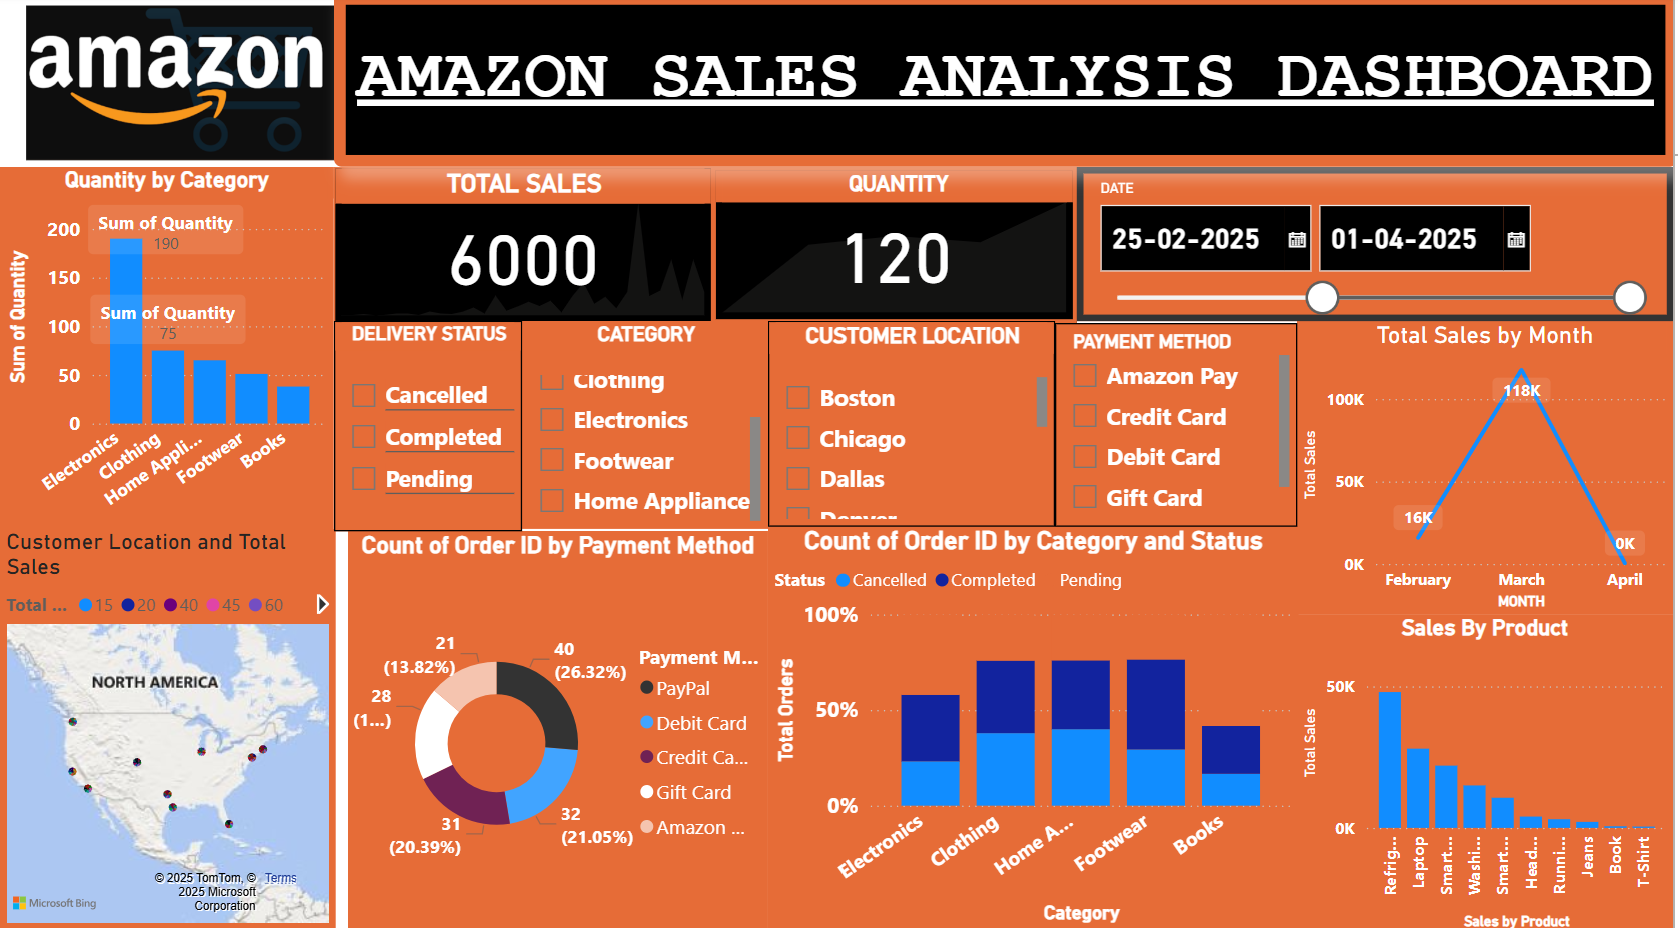 amazon
AMAZON SALES ANALYSIS DASHBOARD
Quantity by Category
Sum of Quantity
200
150
100
50
0
Sum of Quantity
190
Sum of Quantity
75
Electronics
Clothing
Home Appli...
Footwear
Books
TOTAL SALES
6000
QUANTITY
120
DATE
25-02-2025
01-04-2025
DELIVERY STATUS
Cancelled
Completed
Pending
CATEGORY
Clothing
Electronics
Footwear
Home Appliance
CUSTOMER LOCATION
Boston
Chicago
Dallas
Denver
PAYMENT METHOD
Amazon Pay
Credit Card
Debit Card
Gift Card
Total Sales by Month
Total Sales
100K
50K
0K
118K
16K
0K
February
March
April
MONTH
Customer Location and Total
Sales
Total ...
15
20
40
45
60
NORTH AMERICA
© 2025 TomTom, © 2025 Microsoft Corporation
Terms
Microsoft Bing
Count of Order ID by Payment Method
21
(13.82%)
40
(26.32%)
28
(1...)
31
(20.39%)
32
(21.05%)
Payment M...
PayPal
Debit Card
Credit Ca...
Gift Card
Amazon ...
Count of Order ID by Category and Status
Status
Cancelled
Completed
Pending
Total Orders
100%
50%
0%
Electronics
Clothing
Home A...
Footwear
Books
Category
Sales By Product
Total Sales
50K
0K
Refrig...
Laptop
Smart...
Washi...
Smart...
Head...
Runni...
Jeans
Book
T-Shirt
Sales by Product